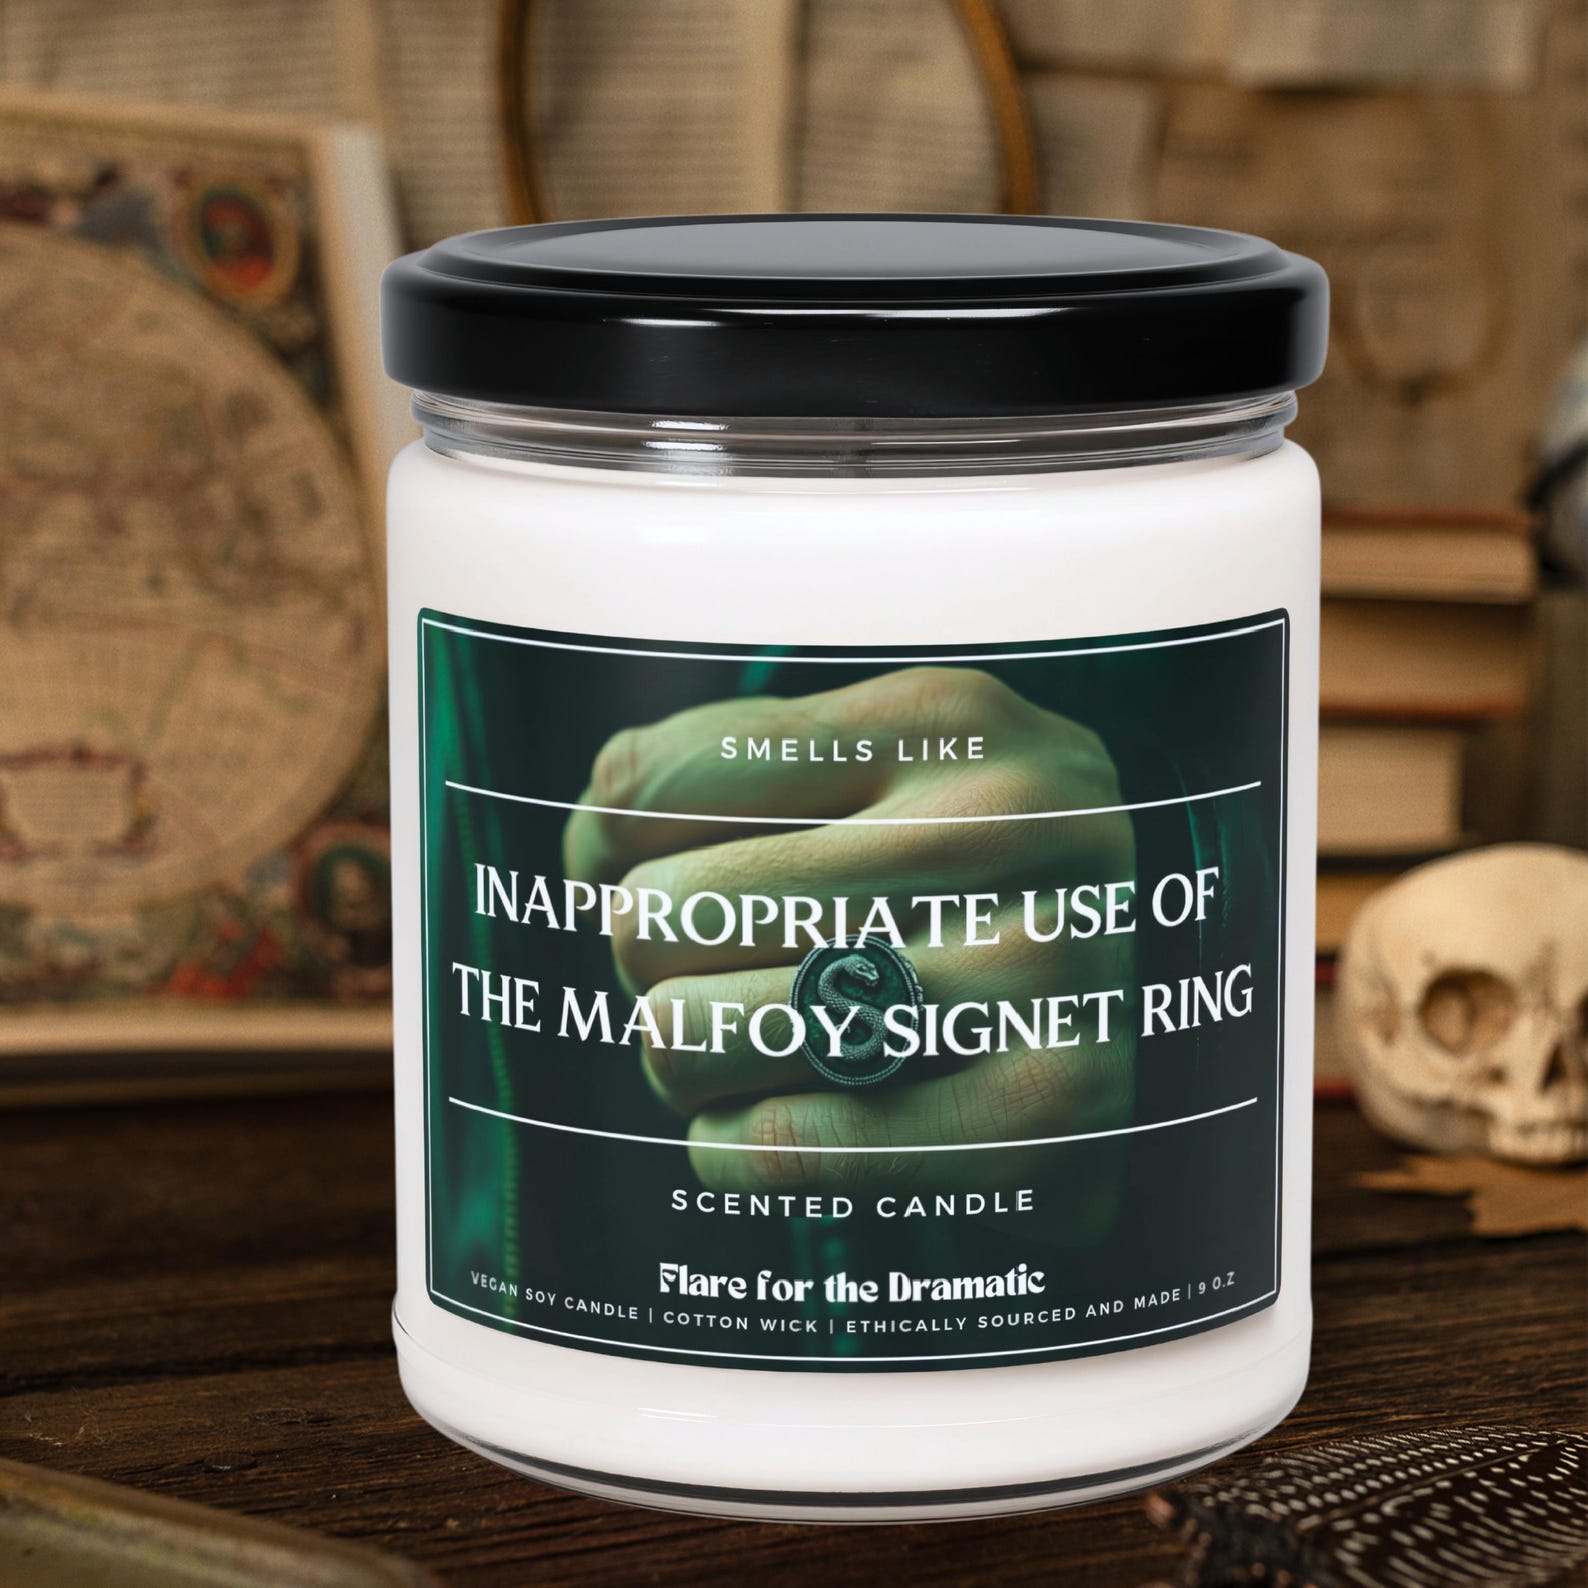 SMELLS LIKE
INAPPROPRIATE USE OF
THE MALFOY SIGNET RING
SCENTED CANDLE
Flare for the Dramatic
VEGAN SOY CANDLE | COTTON WICK | ETHICALLY SOURCED AND MADE | 9 O.Z